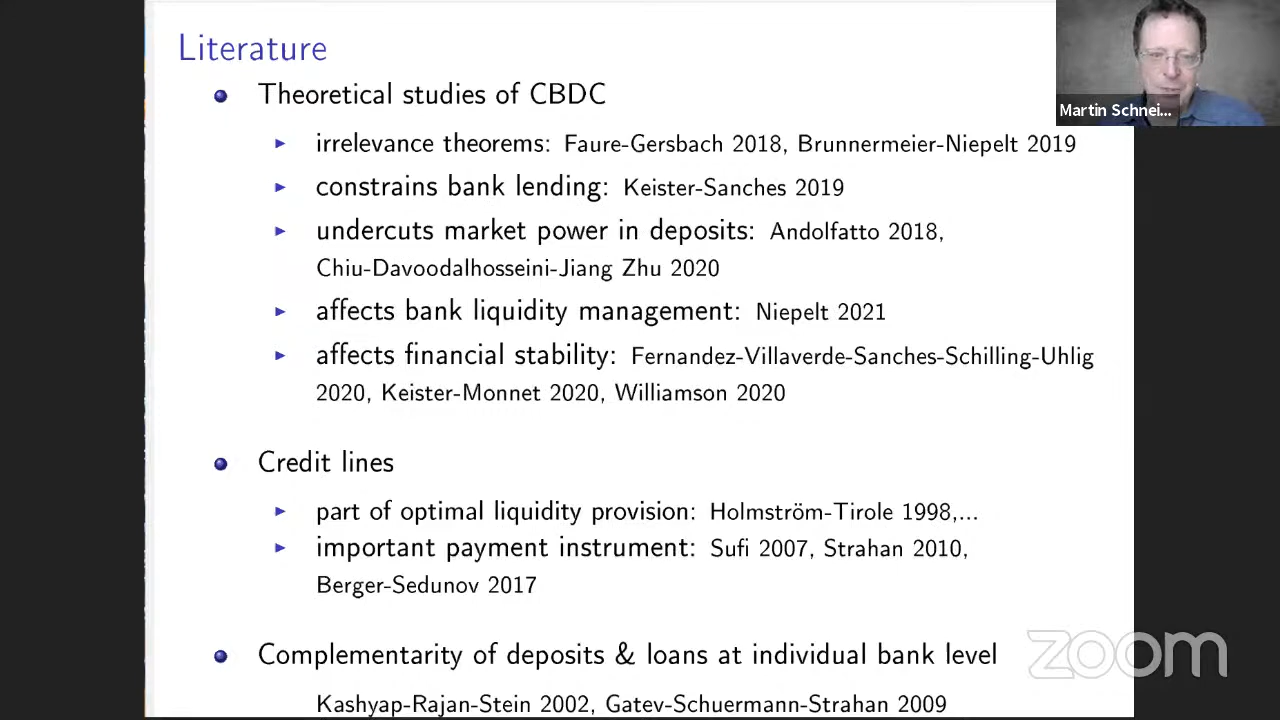 Literature
Theoretical studies of CBDC
irrelevance theorems: Faure-Gersbach 2018, Brunnermeier-Niepelt 2019
constrains bank lending: Keister-Sanches 2019
undercuts market power in deposits: Andolfatto 2018,
Chiu-Davoodalhosseini-Jiang Zhu 2020
affects bank liquidity management: Niepelt 2021
affects financial stability: Fernandez-Villaverde-Sanches-Schilling-Uhlig
2020, Keister-Monnet 2020, Williamson 2020
Credit lines
part of optimal liquidity provision: Holmström-Tirole 1998,...
important payment instrument: Sufi 2007, Strahan 2010,
Berger-Sedunov 2017
Complementarity of deposits & loans at individual bank level
Kashyap-Rajan-Stein 2002, Gatev-Schuermann-Strahan 2009
Martin Schnei...
zoom